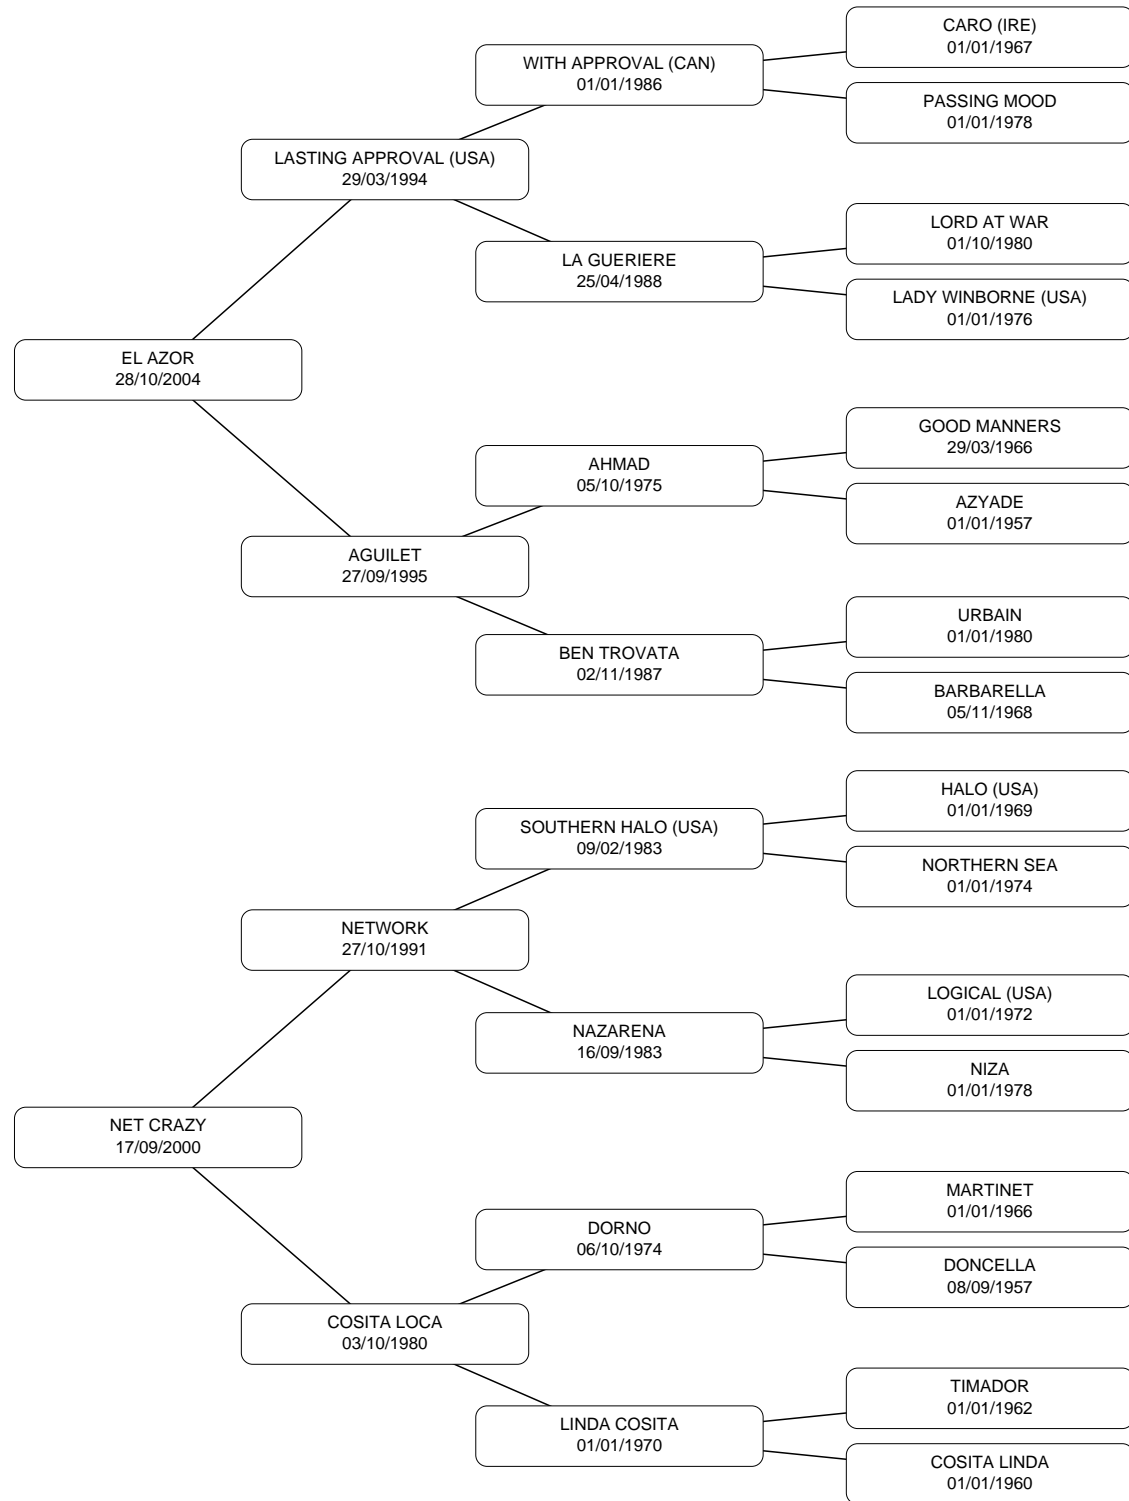 CARO (IRE)
01/01/1967
WITH APPROVAL (CAN)
01/01/1986
PASSING MOOD
01/01/1978
LASTING APPROVAL (USA)
29/03/1994
LORD AT WAR
01/10/1980
LA GUERIERE
25/04/1988
LADY WINBORNE (USA)
01/01/1976
EL AZOR
28/10/2004
GOOD MANNERS
29/03/1966
AHMAD
05/10/1975
AZYADE
01/01/1957
AGUILET
27/09/1995
URBAIN
01/01/1980
BEN TROVATA
02/11/1987
BARBARELLA
05/11/1968
HALO (USA)
01/01/1969
SOUTHERN HALO (USA)
09/02/1983
NORTHERN SEA
01/01/1974
NETWORK
27/10/1991
LOGICAL (USA)
01/01/1972
NAZARENA
16/09/1983
NIZA
01/01/1978
NET CRAZY
17/09/2000
MARTINET
01/01/1966
DORNO
06/10/1974
DONCELLA
08/09/1957
COSITA LOCA
03/10/1980
TIMADOR
01/01/1962
LINDA COSITA
01/01/1970
COSITA LINDA
01/01/1960